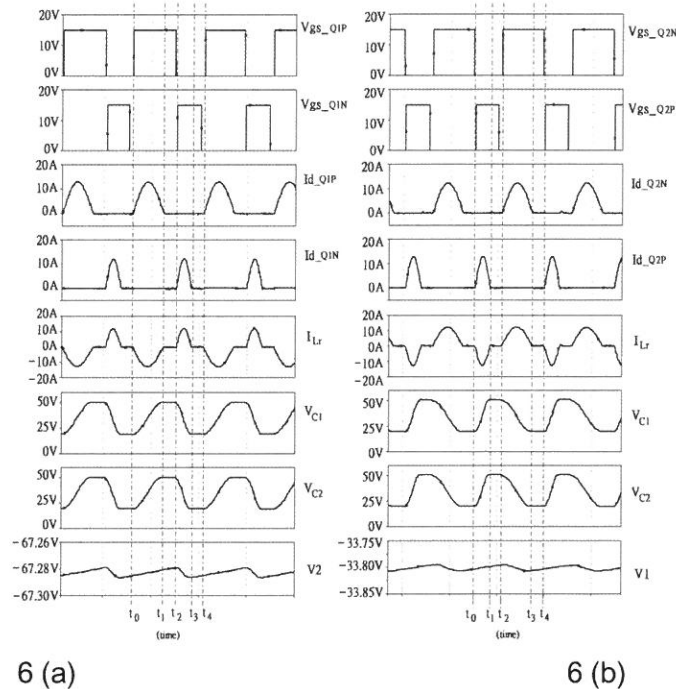 20V
10V
0V
Vgs_Q1P
20V
10V
0V
Vgs_Q1N
20A
10A
0A
Id_Q1P
20A
10A
0A
Id_Q1N
20A
10A
0A
-10A
-20A
ILr
50V
25V
0V
VC1
50V
25V
0V
VC2
-67.26V
-67.28V
-67.30V
V2
t0 t1 t2 t3 t4
(time)
6 (a)
20V
10V
0V
Vgs_Q2N
20V
10V
0V
Vgs_Q2P
20A
10A
0A
Id_Q2N
20A
10A
0A
Id_Q2P
20A
10A
0A
-10A
-20A
ILr
50V
25V
0V
VC1
50V
25V
0V
VC2
-33.75V
-33.80V
-33.85V
V1
t0 t1 t2 t3 t4
(time)
6 (b)